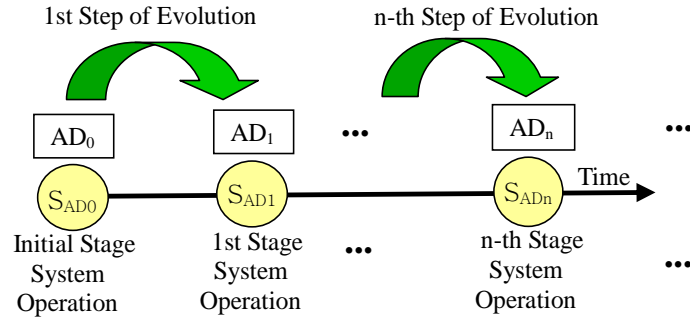 1st Step of Evolution
n-th Step of Evolution
AD0
AD1
...
ADn
...
SAD0
SAD1
SADn
Time
Initial Stage
System
Operation
1st Stage
System
Operation
...
n-th Stage
System
Operation
...